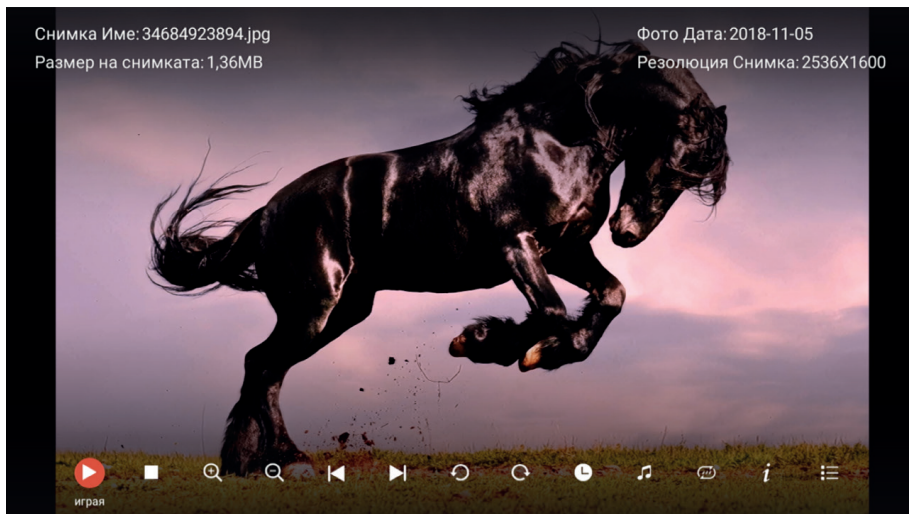 Снимка Име: 34684923894.jpg
Размер на снимката: 1,36MB
Фото Дата: 2018-11-05
Резолюция Снимка: 2536X1600
играя